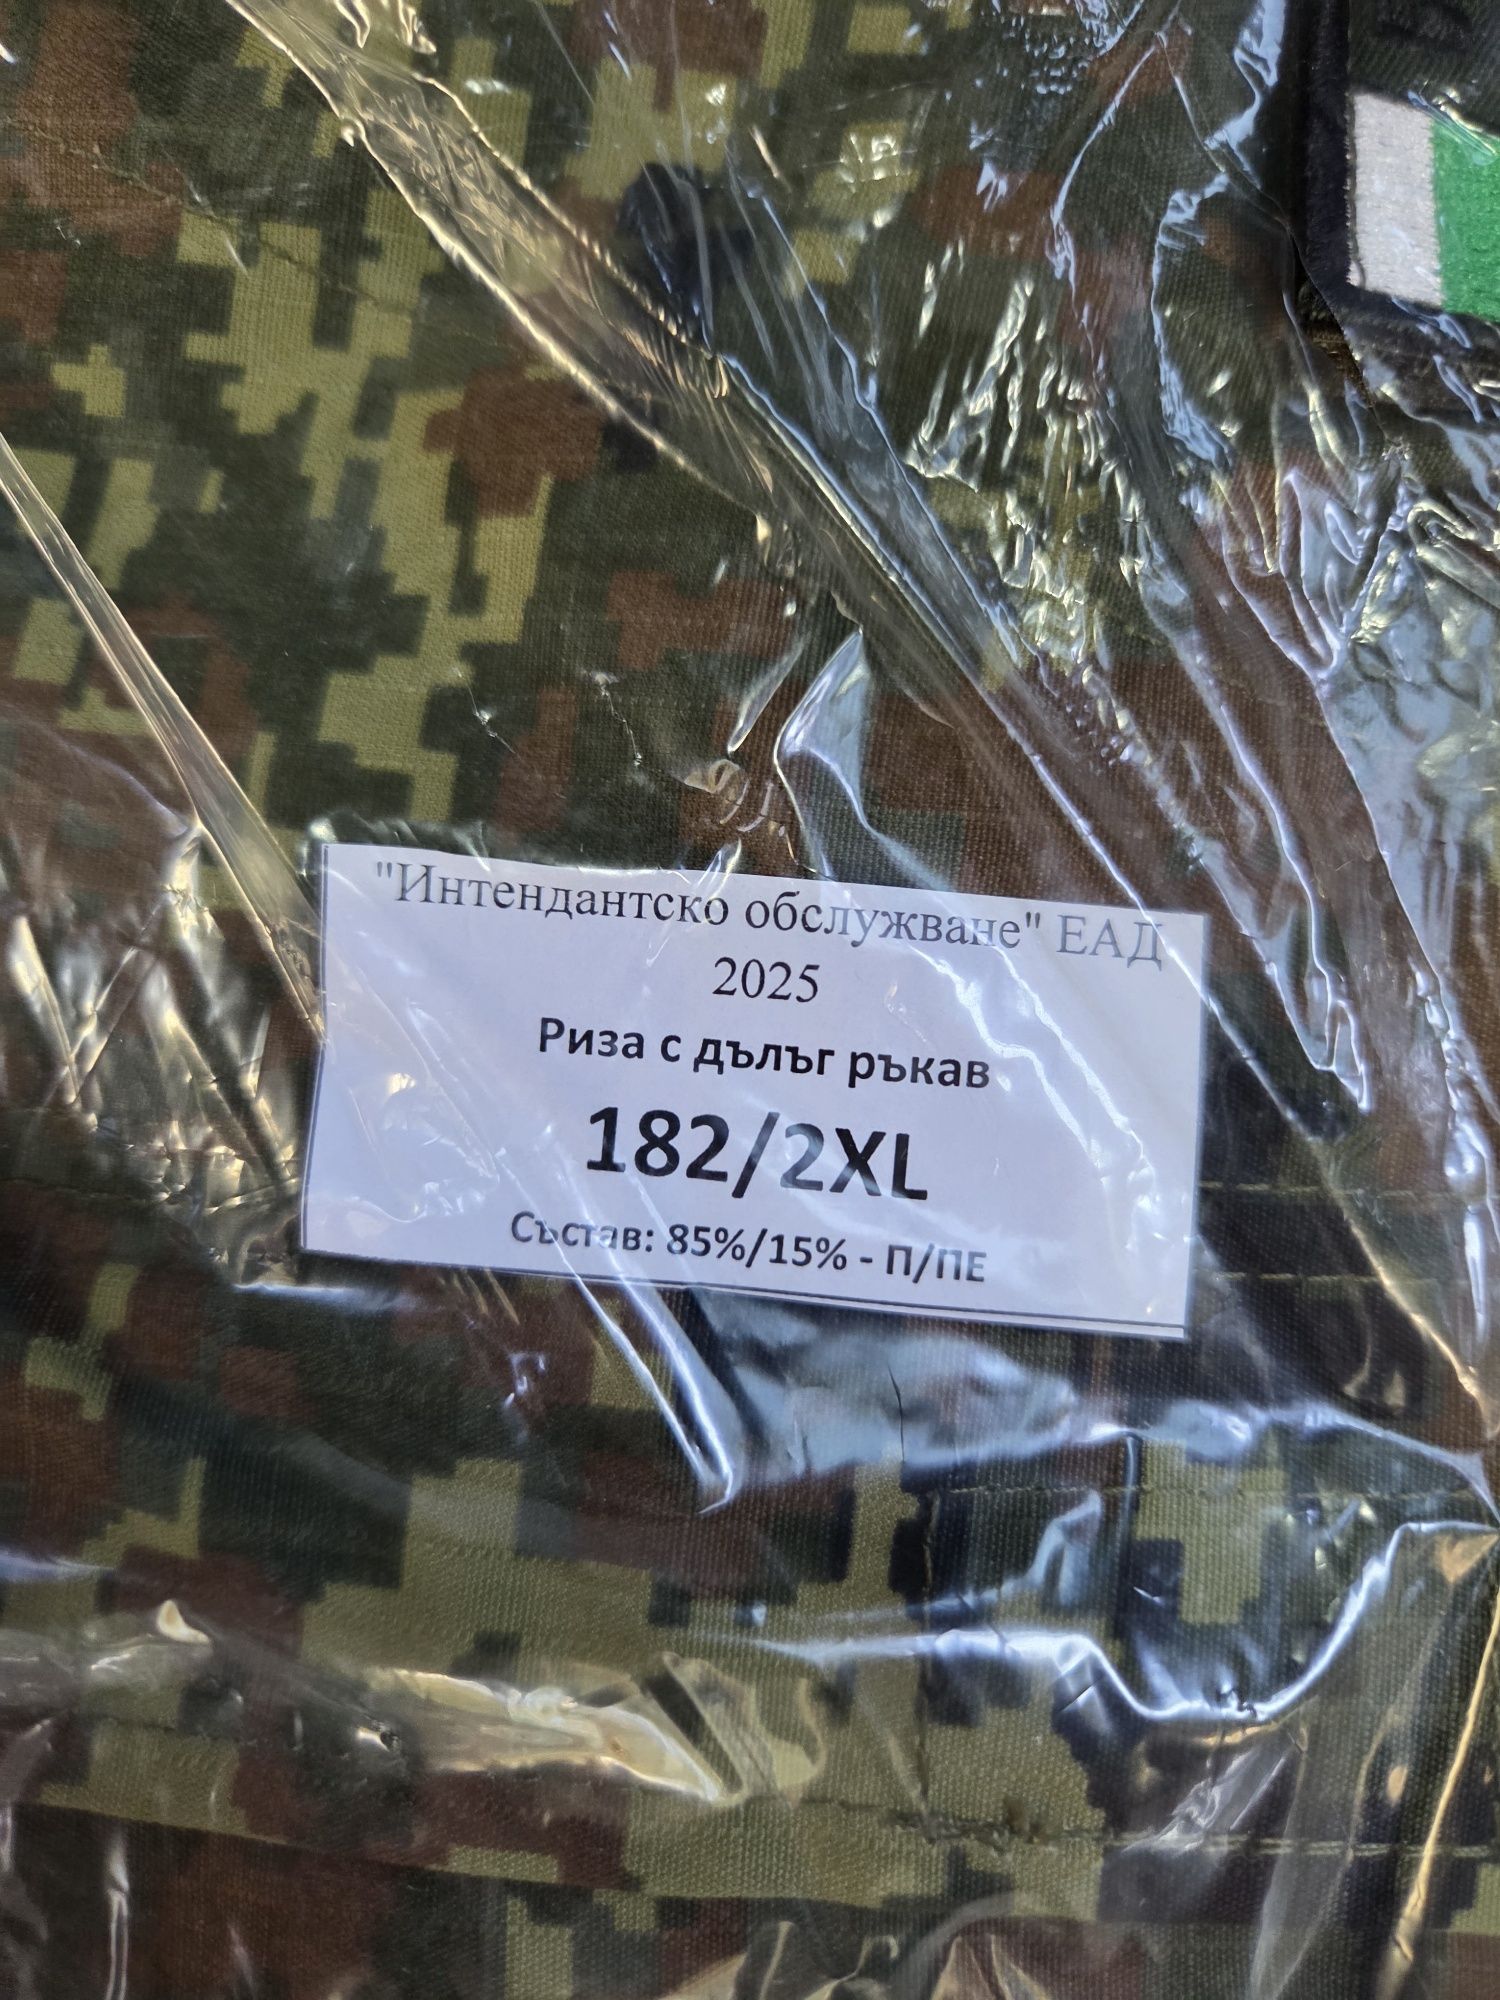 "Интендантско обслужване" ЕАД
2025
Риза с дълъг ръкав
182/2XL
Състав: 85%/15% - П/ПЕ